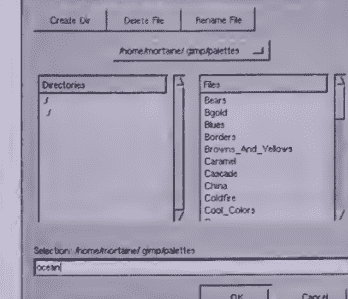 Create Dir Delete File Rename File
/home/mortaine/.gimp/palettes
Directories
./
../
Files
Bears
Bgold
Blues
Borders
Browns_And_Yellows
Caramel
Cascade
China
Coldfire
Cool_Colors
Selection: /home/mortaine/.gimp/palettes
ocean
OK Cancel